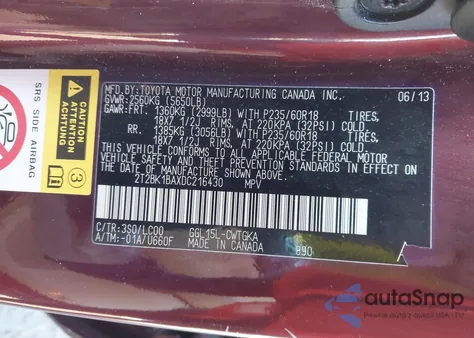 MFD.BY:TOYOTA MOTOR MANUFACTURING CANADA INC. 06/13
GVWR:2560KG (5650LB)
GAWR:FRT. 1360KG (2999LB) WITH P235/60R18 TIRES,
18X7 1/2J RIMS, AT 220KPA (32PSI) COLD
RR. 1385KG (3056LB) WITH P235/60R18 TIRES,
18X7 1/2J RIMS, AT 220KPA (32PSI) COLD
THIS VEHICLE CONFORMS TO ALL APPLICABLE FEDERAL
MOTOR VEHICLE SAFETY
THEFT PREVENTION STANDARDS IN EFFECT ON THE DATE OF
MANUFACTURE SHOWN ABOVE.
2T2BK1BAXDC216430 MPV
C/TR:3S0/LC00 GGL15L-CWTGKA
A/TM:-01A/U660F MADE IN CANADA 890
SRS SIDE AIRBAG
CAUTION
ATTENTION
ACHTUNG
3
autoSnap